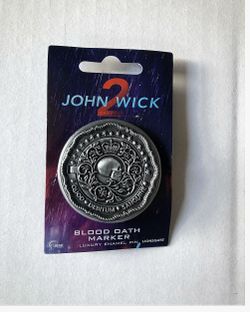 2
JOHN WICK
BLOOD OATH
MARKER
LUXURY ENAMEL PIN